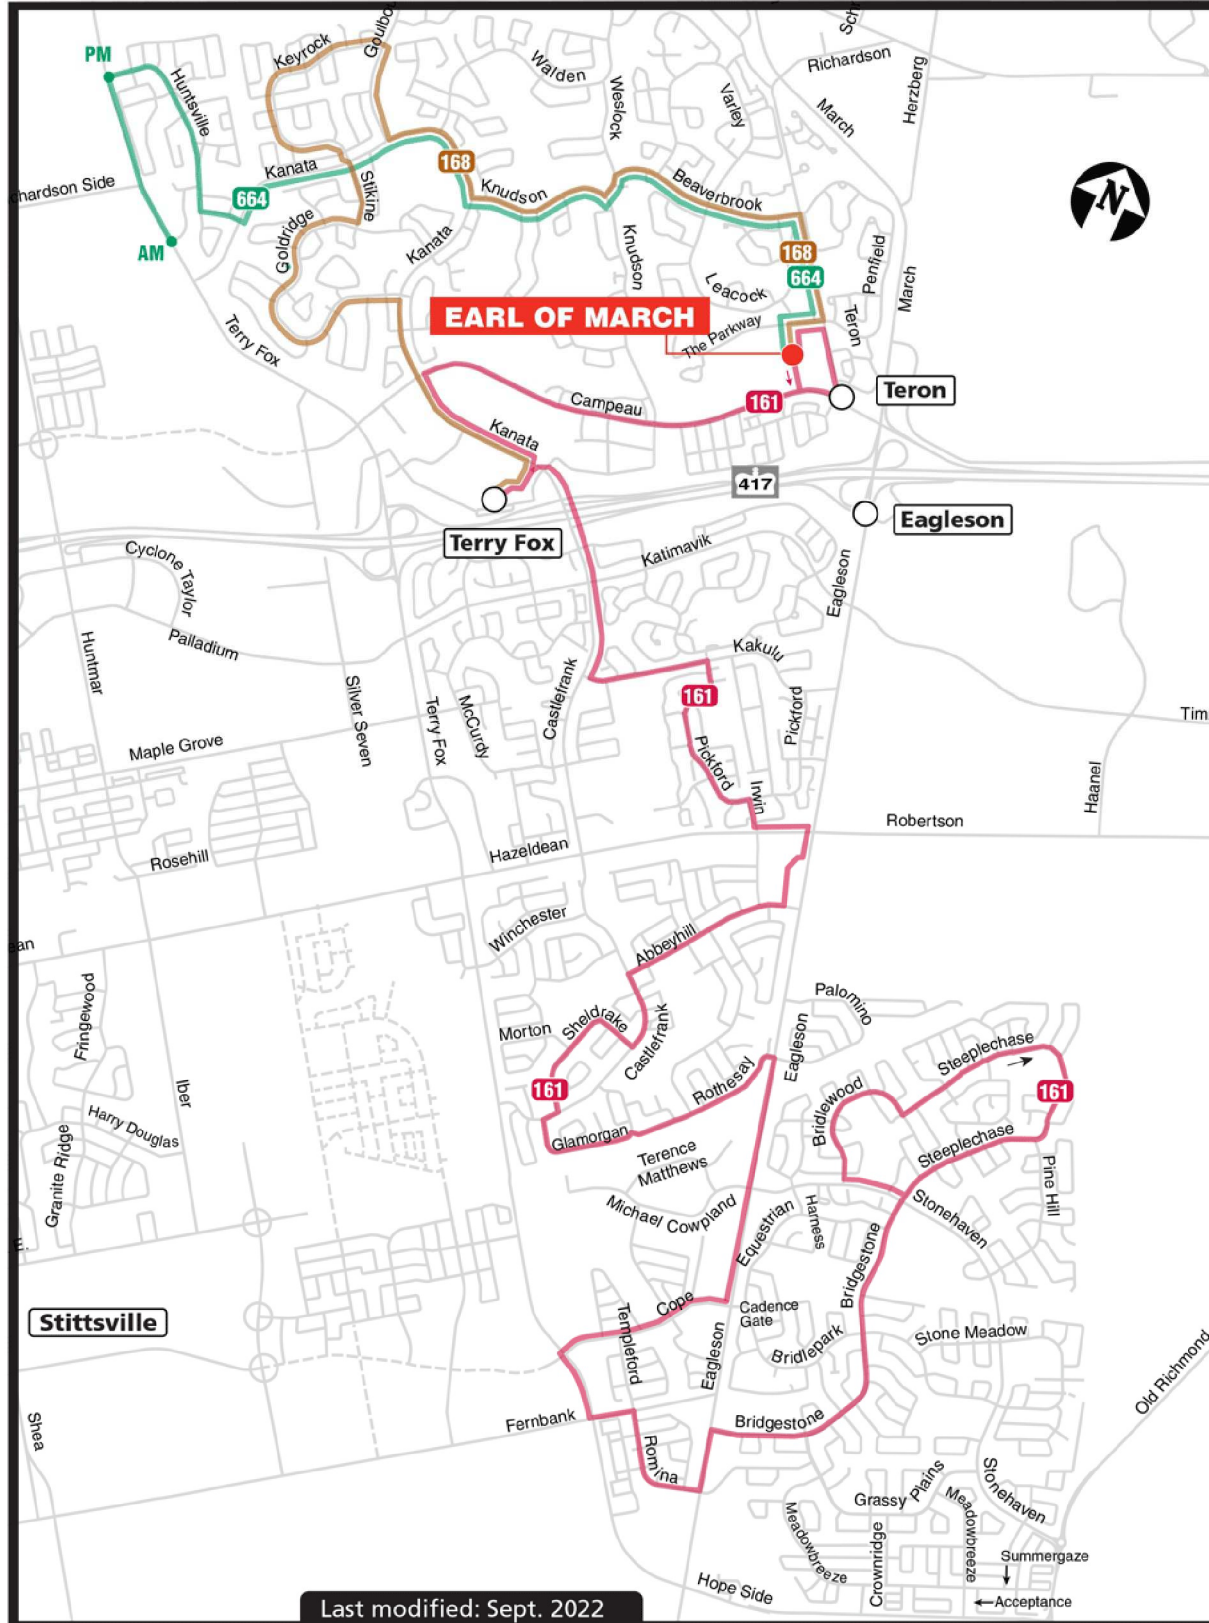 Schr
PM
Keyrock
Goulbou
Walden
Richardson
Herzberg
Huntsville
Weslock
Varley
March
Kanata
168
chardson Side
664
Stikine
Knudson
Beaverbrook
N
AM
Goldridge
Kanata
Knudson
168
664
Penfield
Leacock
March
EARL OF MARCH
Teron
The Parkway
Terry Fox
Teron
Campeau
161
Kanata
417
Terry Fox
Eagleson
Katimavik
Cyclone Taylor
Eagleson
Palladium
Kakulu
Huntmar
Silver Seven
Terry Fox
McCurdy
Castlefrank
161
Pickford
Tim
Maple Grove
Pickford
Irwin
Haanel
Robertson
Hazeldean
Rosehill
Winchester
Abbeyhill
ean
Fringewood
Palomino
Morton
Sheldrake
Castlefrank
Eagleson
Steeplechase
161
Rothesay
161
Iber
Bridlewood
Harry Douglas
Glamorgan
Steeplechase
Granite Ridge
Terence
Matthews
Pine Hill
Michael Cowpland
Equestrian
Harness
Stonehaven
Bridgestone
Stittsville
Cope
Cadence
Gate
Templeford
Eagleson
Bridlepark
Stone Meadow
Old Richmond
Shea
Fernbank
Bridgestone
Romina
Grassy Plains
Stonehaven
Meadowbreeze
Meadowbreeze
Crownridge
Summergaze
Hope Side
Acceptance
Last modified: Sept. 2022